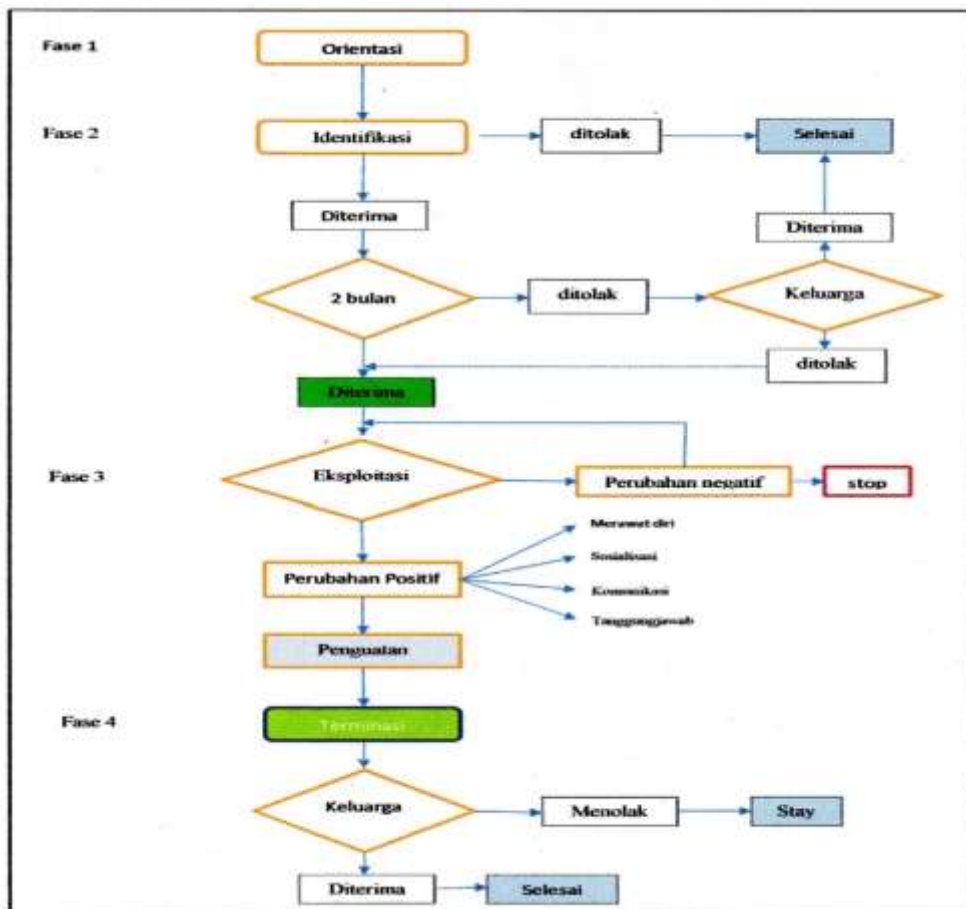 Fase 1
Orientasi
Fase 2
Identifikasi
ditolak
Selesai
Diterima
Diterima
2 bulan
ditolak
Keluarga
ditolak
Diterima
Fase 3
Eksploitasi
Perubahan negatif
stop
Merawat diri
Sosialisasi
Perubahan Positif
Komunikasi
Tanggungjawab
Penguatan
Fase 4
Terminasi
Keluarga
Menolak
Stay
Diterima
Selesai